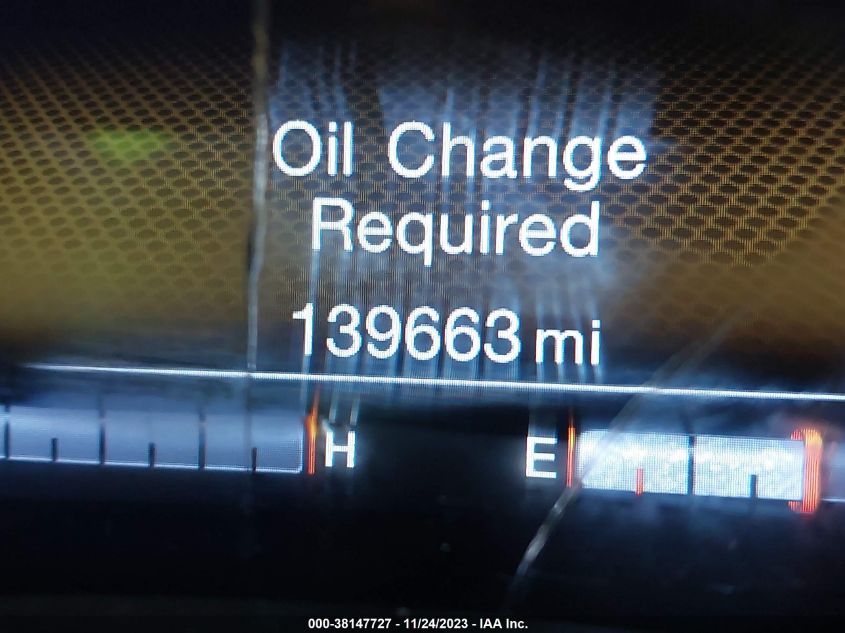 Oil Change
Required
139663 mi
H E
000-38147727 - 11/24/2023 - IAA Inc.